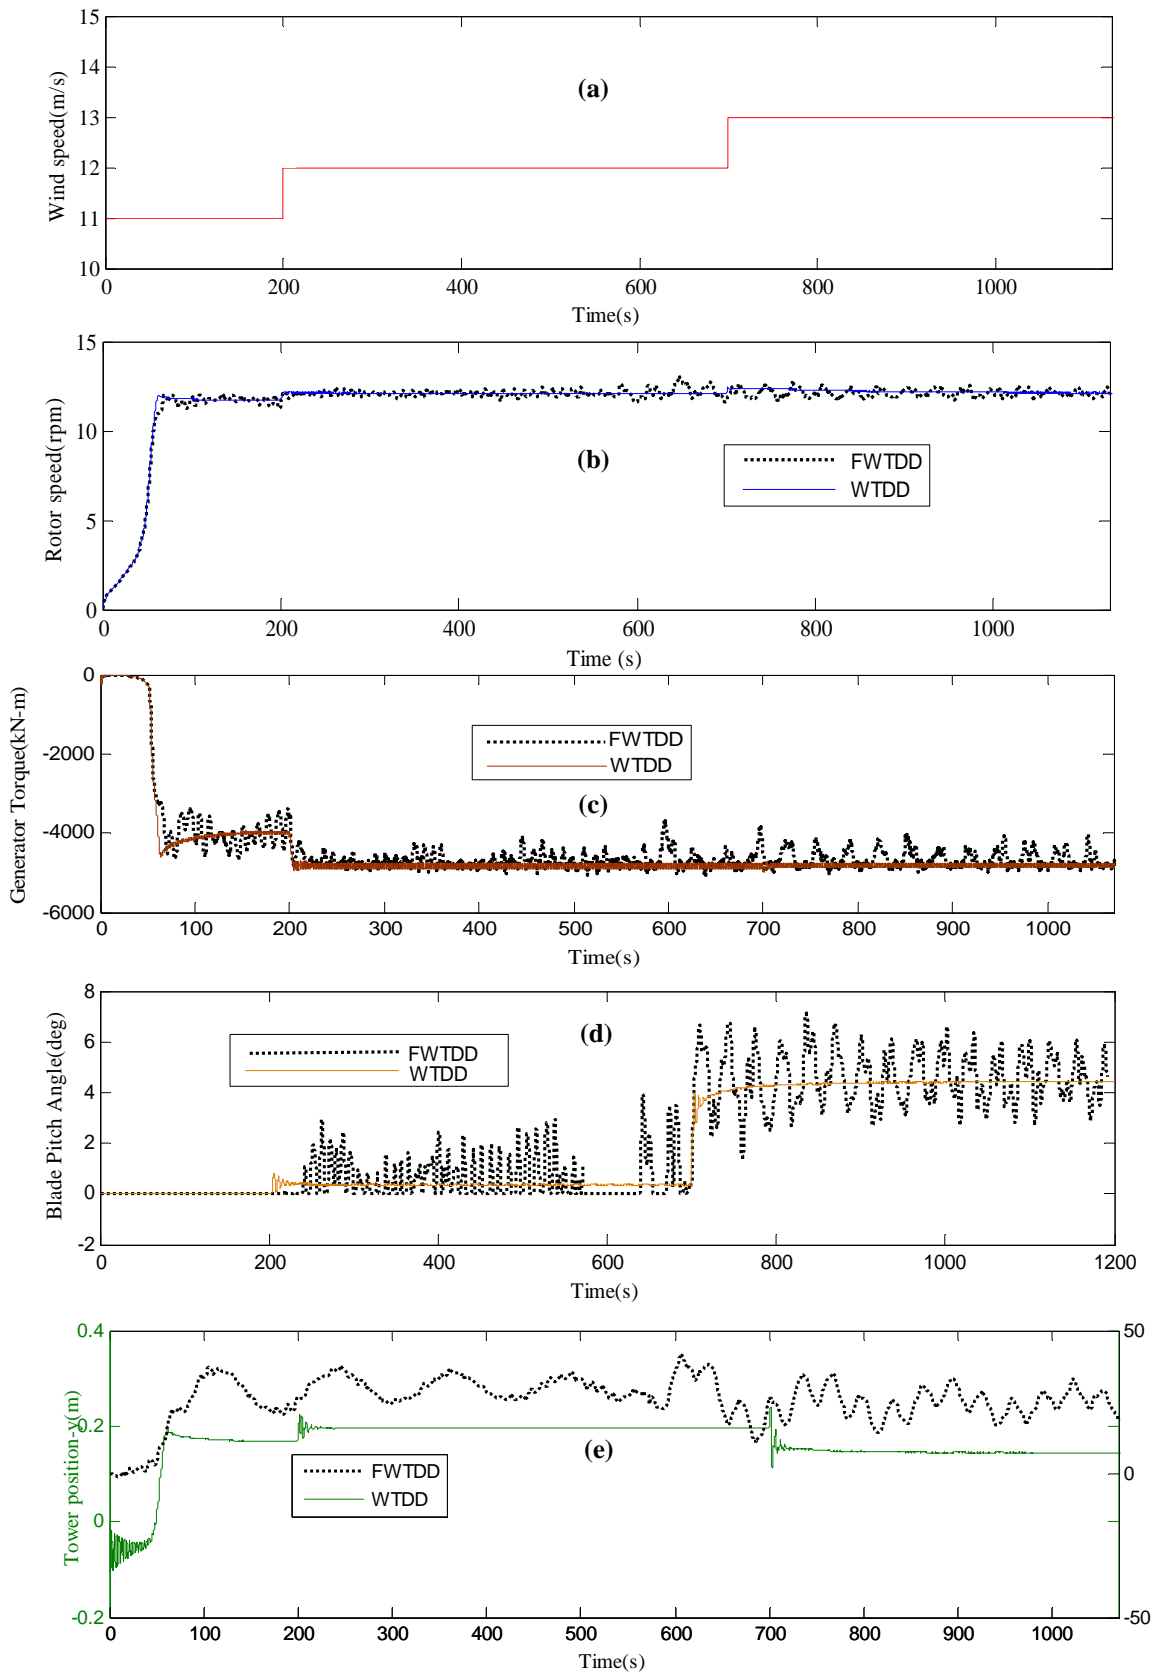 15
14
(a)
13
12
11
10
Wind speed(m/s)
0 200 400 600 800 1000
Time(s)
15
10
(b)
5
0
Rotor speed(rpm)
FWTDD
WTDD
0 200 400 600 800 1000
Time (s)
0
-2000
-4000
-6000
Generator Torque(kN-m)
FWTDD
WTDD
(c)
0 100 200 300 400 500 600 700 800 900 1000
Time(s)
8
6
4
2
0
-2
Blade Pitch Angle(deg)
(d)
FWTDD
WTDD
0 200 400 600 800 1000 1200
Time(s)
0.4
0.2
0
-0.2
Tower position-y(m)
50
0
-50
(e)
FWTDD
WTDD
0 100 200 300 400 500 600 700 800 900 1000
Time(s)